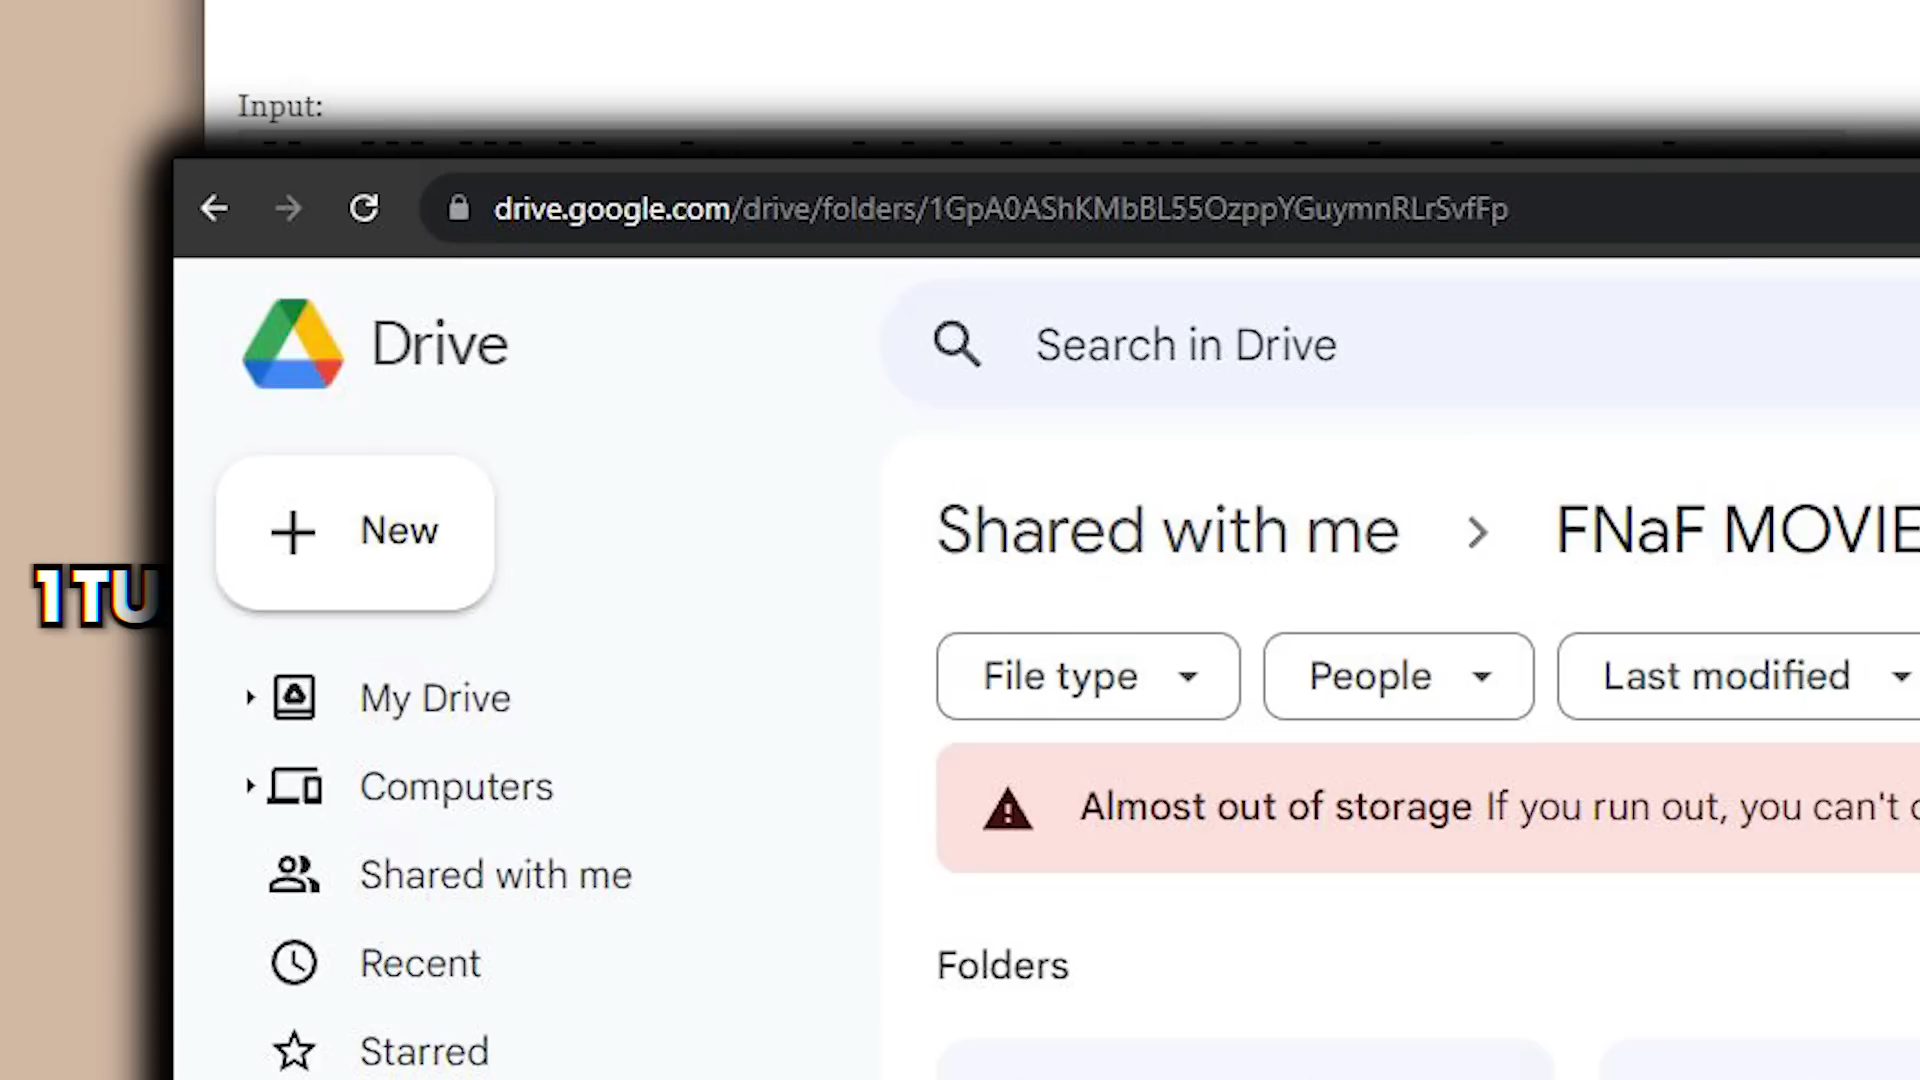 Input:
drive.google.com/drive/folders/1GpA0AShKMbBL55OzppYGuymnRLrSvfFp
Drive
Search in Drive
New
Shared with me > FNaF MOVIE
1TU
File type
People
Last modified
My Drive
Almost out of storage If you run out, you can't
Computers
Shared with me
Recent
Folders
Starred